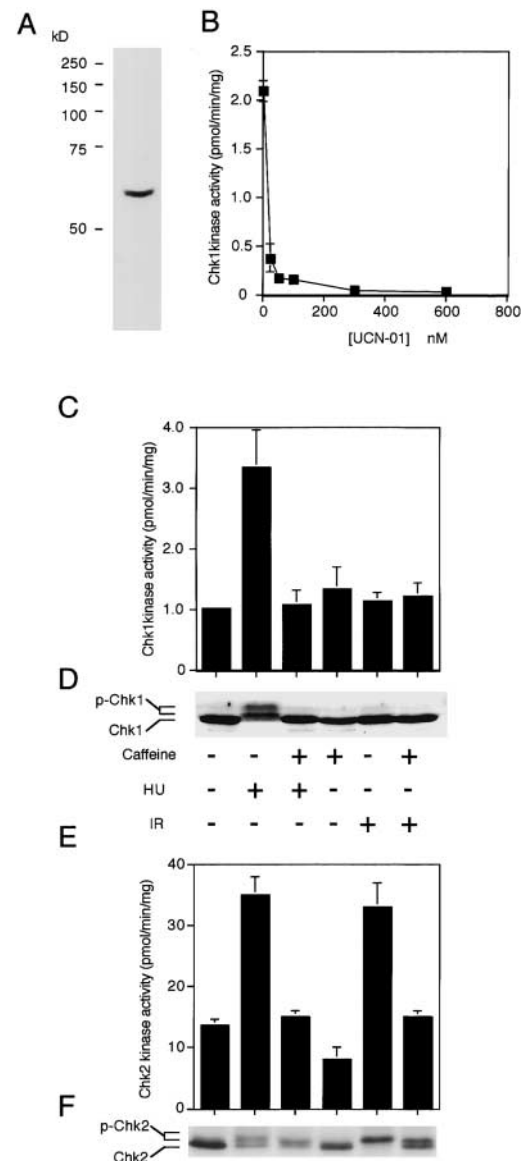 A
kD
250
150
100
75
50
B
Chk1kinase activity (pmol/min/mg)
2.5
2.0
1.5
1.0
0.5
0
0 200 400 600 800
[UCN-01] nM
C
Chk1kinase activity (pmol/min/mg)
4.0
3.0
2.0
1.0
0
D
p-Chk1
Chk1
Caffeine - - + + - +
HU - + + - - -
IR - - - - + +
E
Chk2 kinase activity (pmol/min/mg)
40
30
10
0
F
p-Chk2
Chk2